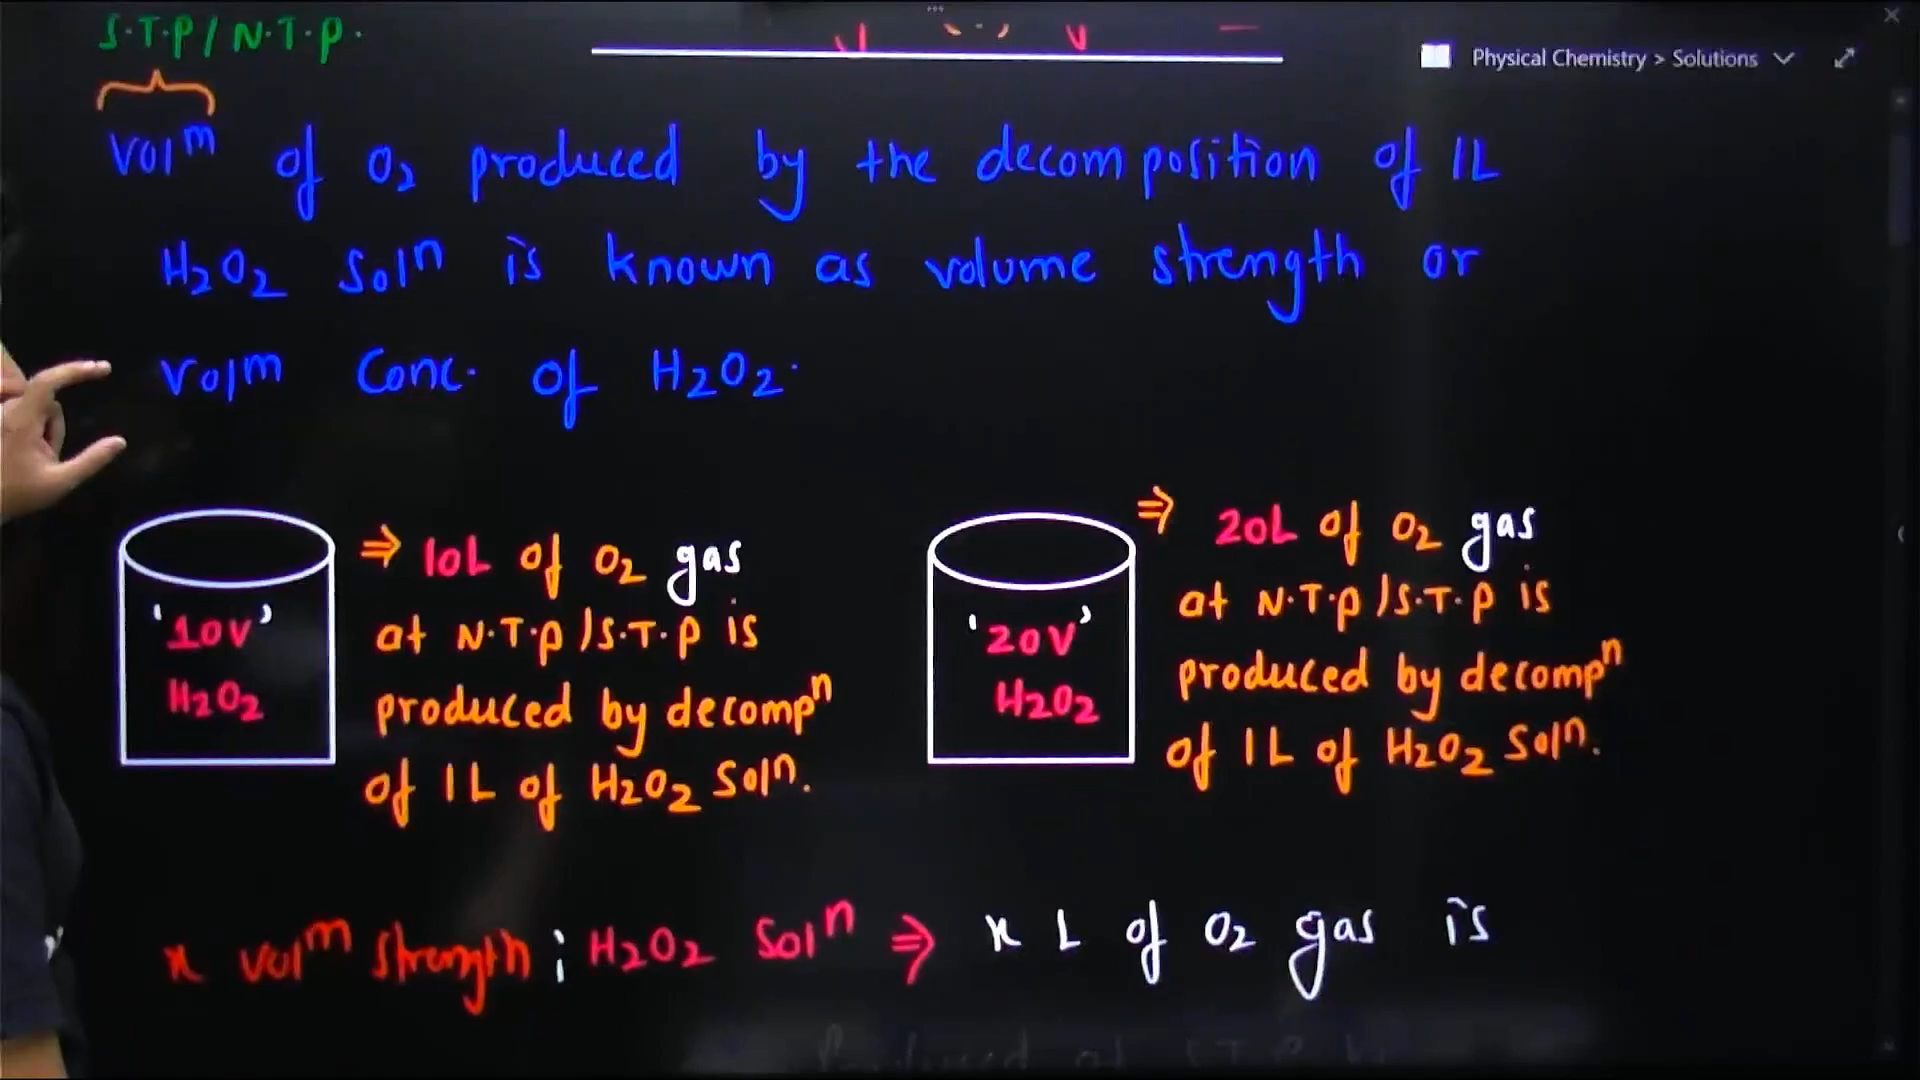 S.T.P / N.T.P.
Physical Chemistry > Solutions
Volm of O2 produced by the decomposition of 1L
H2O2 Soln is known as volume strength or
Volm Conc. of H2O2.
'10V'
H2O2
⇒ 10L of O2 gas
at N.T.P /S.T.P is
produced by decompn
of 1 L of H2O2 Soln.
'20V'
H2O2
⇒ 20L of O2 gas
at N.T.P /S.T.P is
produced by decompn
of 1 L of H2O2 Soln.
x volm strength ; H2O2 Soln ⇒ x L of O2 gas is